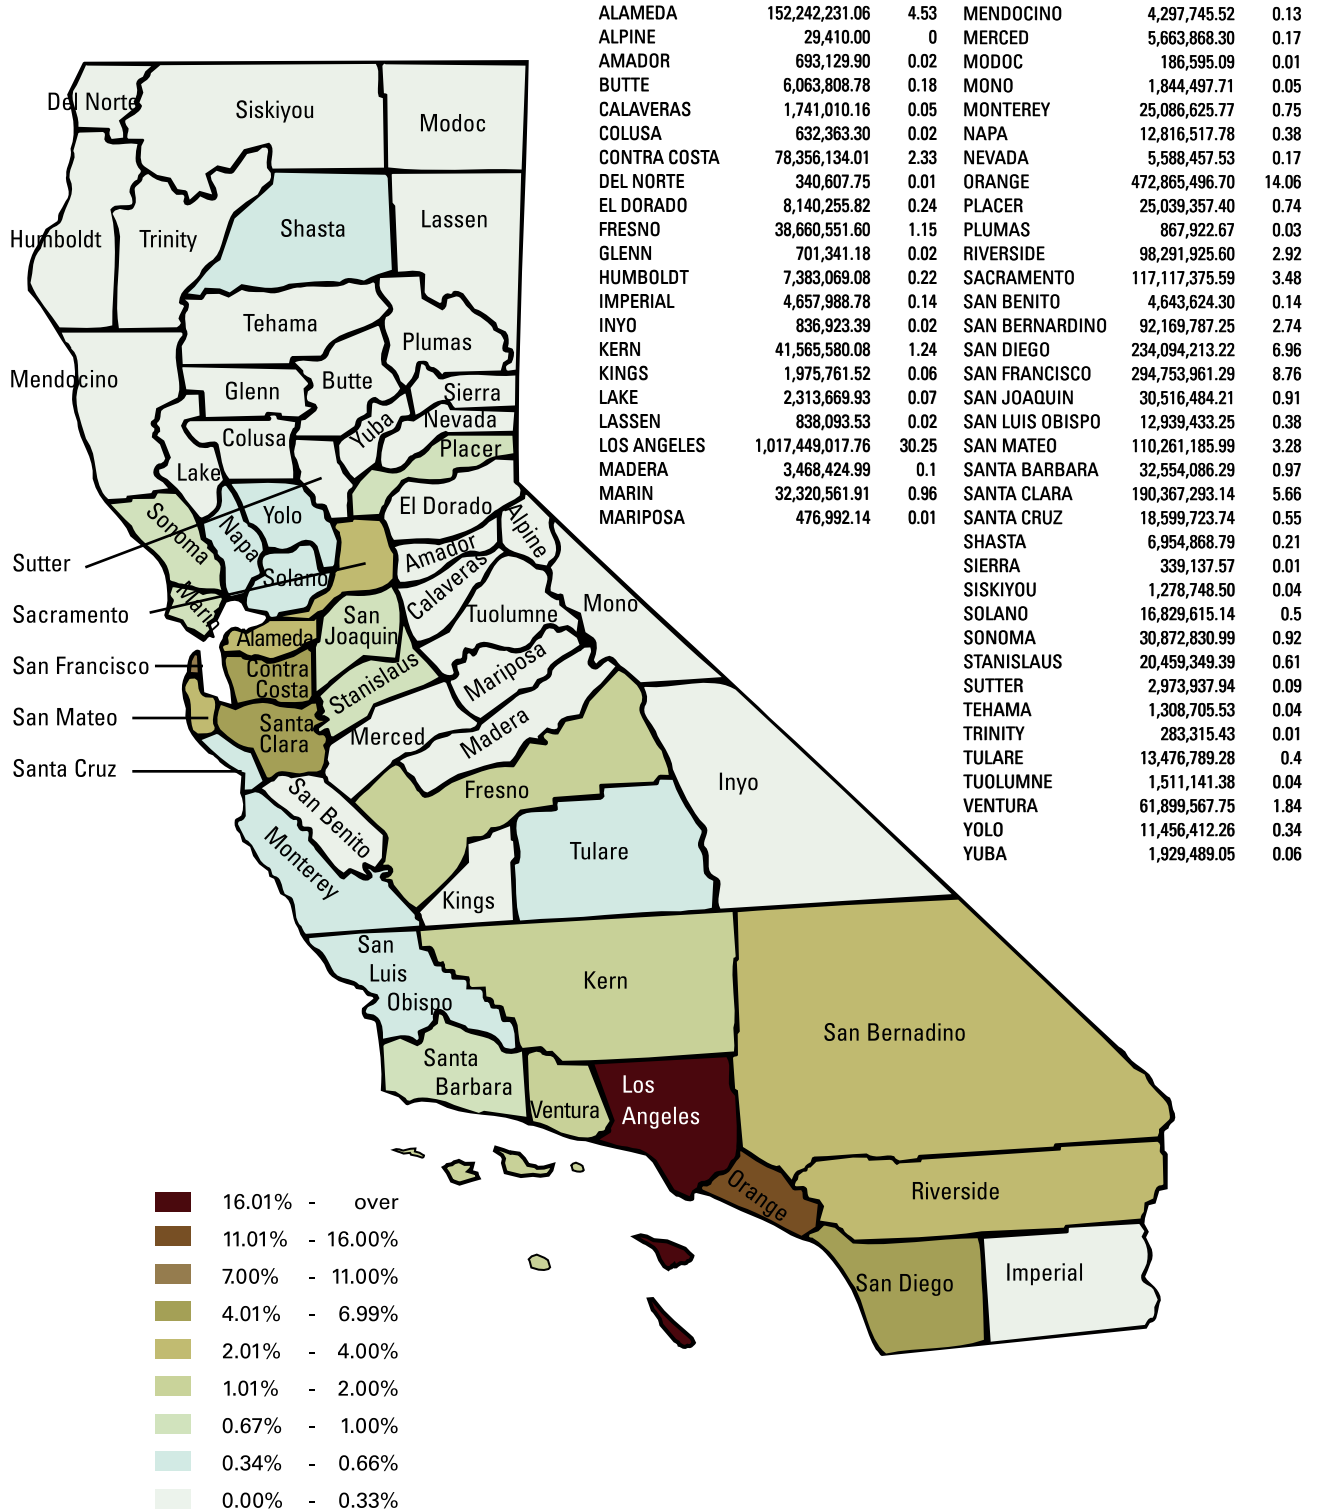 ALAMEDA 152,242,231.06 4.53
ALPINE 29,410.00 0
AMADOR 693,129.90 0.02
BUTTE 6,063,808.78 0.18
CALAVERAS 1,741,010.16 0.05
COLUSA 632,363.30 0.02
CONTRA COSTA 78,356,134.01 2.33
DEL NORTE 340,607.75 0.01
EL DORADO 8,140,255.82 0.24
FRESNO 38,660,551.60 1.15
GLENN 701,341.18 0.02
HUMBOLDT 7,383,069.08 0.22
IMPERIAL 4,657,988.78 0.14
INYO 836,923.39 0.02
KERN 41,565,580.08 1.24
KINGS 1,975,761.52 0.06
LAKE 2,313,669.93 0.07
LASSEN 838,093.53 0.02
LOS ANGELES 1,017,449,017.76 30.25
MADERA 3,468,424.99 0.1
MARIN 32,320,561.91 0.96
MARIPOSA 476,992.14 0.01
MENDOCINO 4,297,745.52 0.13
MERCED 5,663,868.30 0.17
MODOC 186,595.09 0.01
MONO 1,844,497.71 0.05
MONTEREY 25,086,625.77 0.75
NAPA 12,816,517.78 0.38
NEVADA 5,588,457.53 0.17
ORANGE 472,865,496.70 14.06
PLACER 25,039,357.40 0.74
PLUMAS 867,922.67 0.03
RIVERSIDE 98,291,925.60 2.92
SACRAMENTO 117,117,375.59 3.48
SAN BENITO 4,643,624.30 0.14
SAN BERNARDINO 92,169,787.25 2.74
SAN DIEGO 234,094,213.22 6.96
SAN FRANCISCO 294,753,961.29 8.76
SAN JOAQUIN 30,516,484.21 0.91
SAN LUIS OBISPO 12,939,433.25 0.38
SAN MATEO 110,261,185.99 3.28
SANTA BARBARA 32,554,086.29 0.97
SANTA CLARA 190,367,293.14 5.66
SANTA CRUZ 18,599,723.74 0.55
SHASTA 6,954,868.79 0.21
SIERRA 339,137.57 0.01
SISKIYOU 1,278,748.50 0.04
SOLANO 16,829,615.14 0.5
SONOMA 30,872,830.99 0.92
STANISLAUS 20,459,349.39 0.61
SUTTER 2,973,937.94 0.09
TEHAMA 1,308,705.53 0.04
TRINITY 283,315.43 0.01
TULARE 13,476,789.28 0.4
TUOLUMNE 1,511,141.38 0.04
VENTURA 61,899,567.75 1.84
YOLO 11,456,412.26 0.34
YUBA 1,929,489.05 0.06
Del Norte
Siskiyou
Modoc
Humboldt
Trinity
Shasta
Lassen
Tehama
Plumas
Mendocino
Glenn
Butte
Sierra
Nevada
Yuba
Colusa
Placer
Lake
El Dorado
Yolo
Sonoma
Napa
Alpine
Amador
Sutter
Solano
Calaveras
Marin
Sacramento
Tuolumne
Mono
San
Joaquin
Alameda
San Francisco
Contra
Costa
Mariposa
Stanislaus
San Mateo
Santa
Clara
Merced
Madera
Santa Cruz
Fresno
Inyo
San Benito
Monterey
Tulare
Kings
San
Luis
Obispo
Kern
San Bernadino
Santa
Barbara
Ventura
Los
Angeles
Orange
Riverside
San Diego
Imperial
16.01% - over
11.01% - 16.00%
7.00% - 11.00%
4.01% - 6.99%
2.01% - 4.00%
1.01% - 2.00%
0.67% - 1.00%
0.34% - 0.66%
0.00% - 0.33%